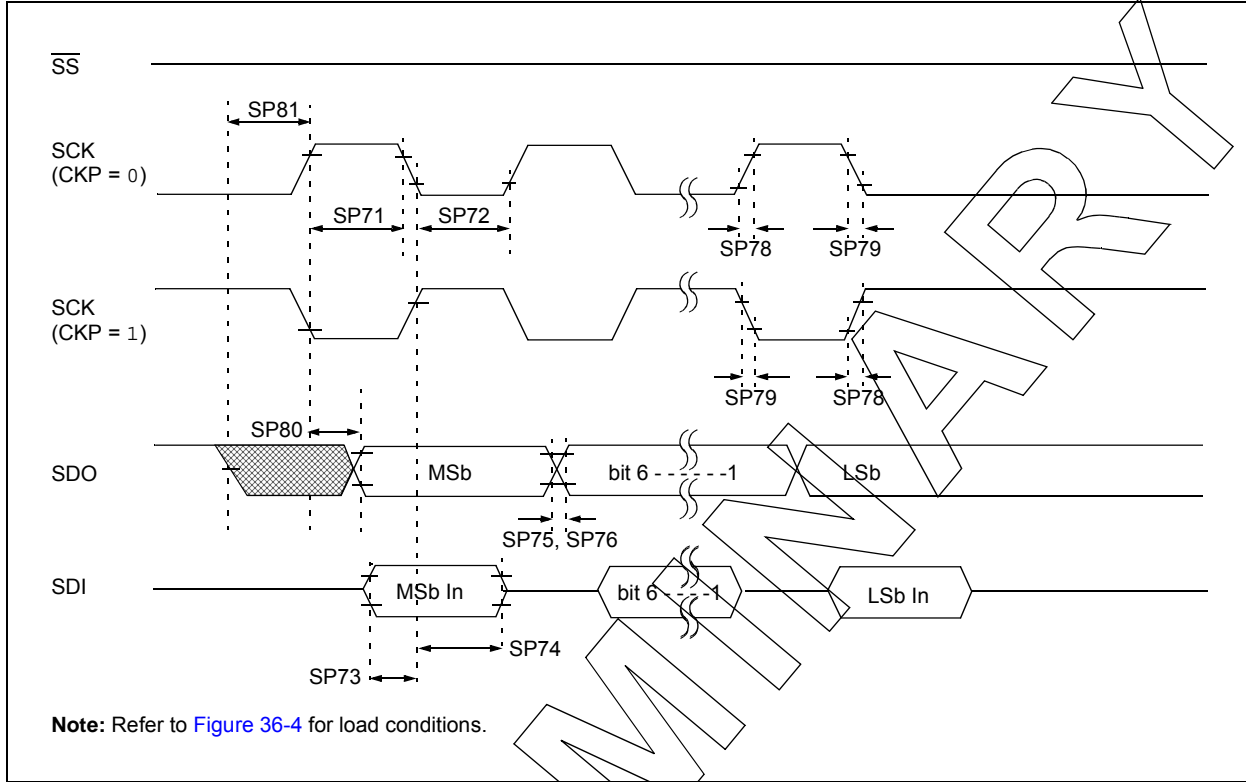 SS
SP81
SCK
(CKP = 0)
SP71
SP72
SP78
SP79
SCK
(CKP = 1)
SP79
SP78
SP80
SDO
MSb
bit 6 - - - - - -1
LSb
SP75, SP76
SDI
MSb In
bit 6 - - - - -1
LSb In
SP74
SP73
Note: Refer to Figure 36-4 for load conditions.
MINARY